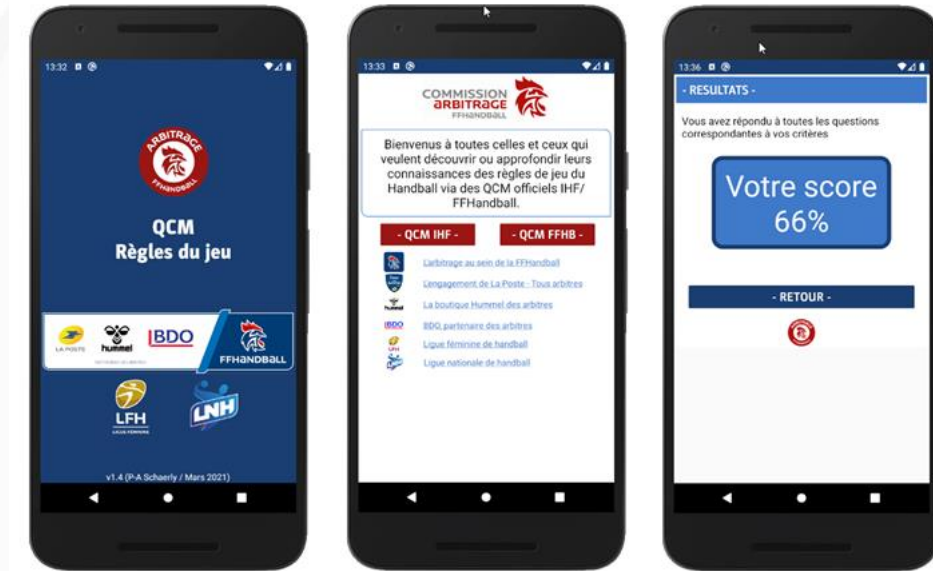 13:32
ARBITRAGE
FFHANDBALL
QCM
Règles du jeu
LA POSTE
hummel
BDO
FFHANDBALL
LFH
LIGUE FÉMININE
LNH
v1.4 (P-A Schaerly / Mars 2021)
13:33
COMMISSION
ARBITRAGE
FFHANDBALL
Bienvenus à toutes celles et ceux qui
veulent découvrir ou approfondir leurs
connaissances des règles de jeu du
Handball via des QCM officiels IHF/
FFHandball.
- QCM IHF -
- QCM FFHB -
L'arbitrage au sein de la FFHandball
L'engagement de La Poste - Tous arbitres
hummel
La boutique Hummel des arbitres
BDO
BDO, partenaire des arbitres
LFH
Ligue féminine de handball
Ligue nationale de handball
13:36
- RESULTATS -
Vous avez répondu à toutes les questions
correspondantes à vos critères
Votre score
66%
- RETOUR -